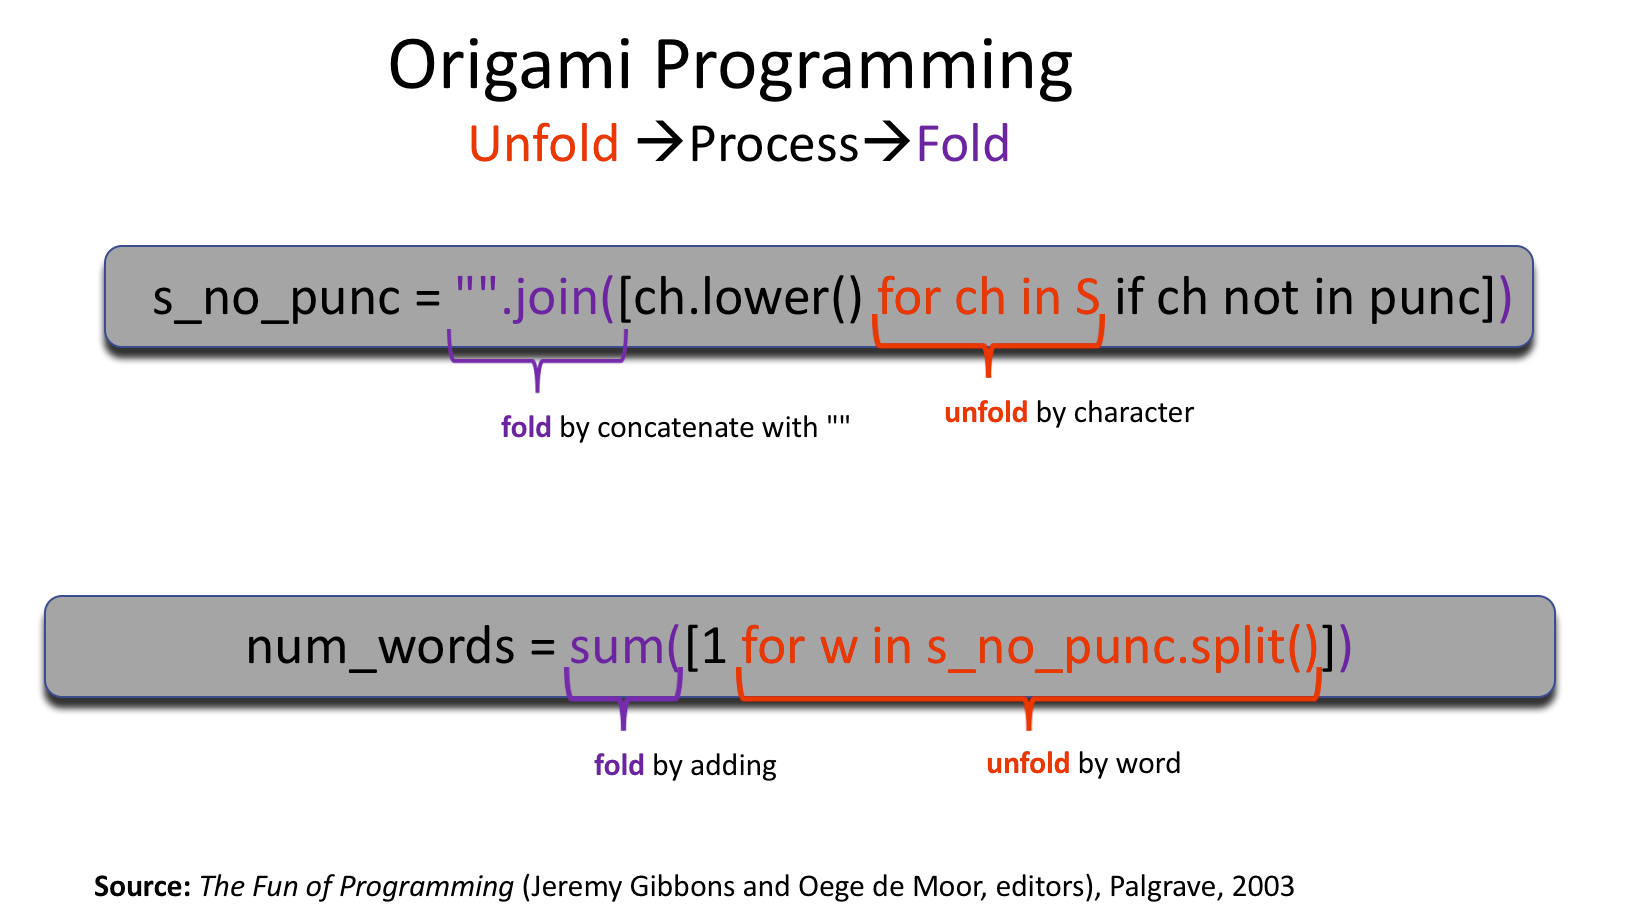 Origami Programming
Unfold →Process→Fold
s_no_punc = "".join([ch.lower() for ch in S if ch not in punc])
fold by concatenate with ""
unfold by character
num_words = sum([1 for w in s_no_punc.split()])
fold by adding
unfold by word
Source: The Fun of Programming (Jeremy Gibbons and Oege de Moor, editors), Palgrave, 2003